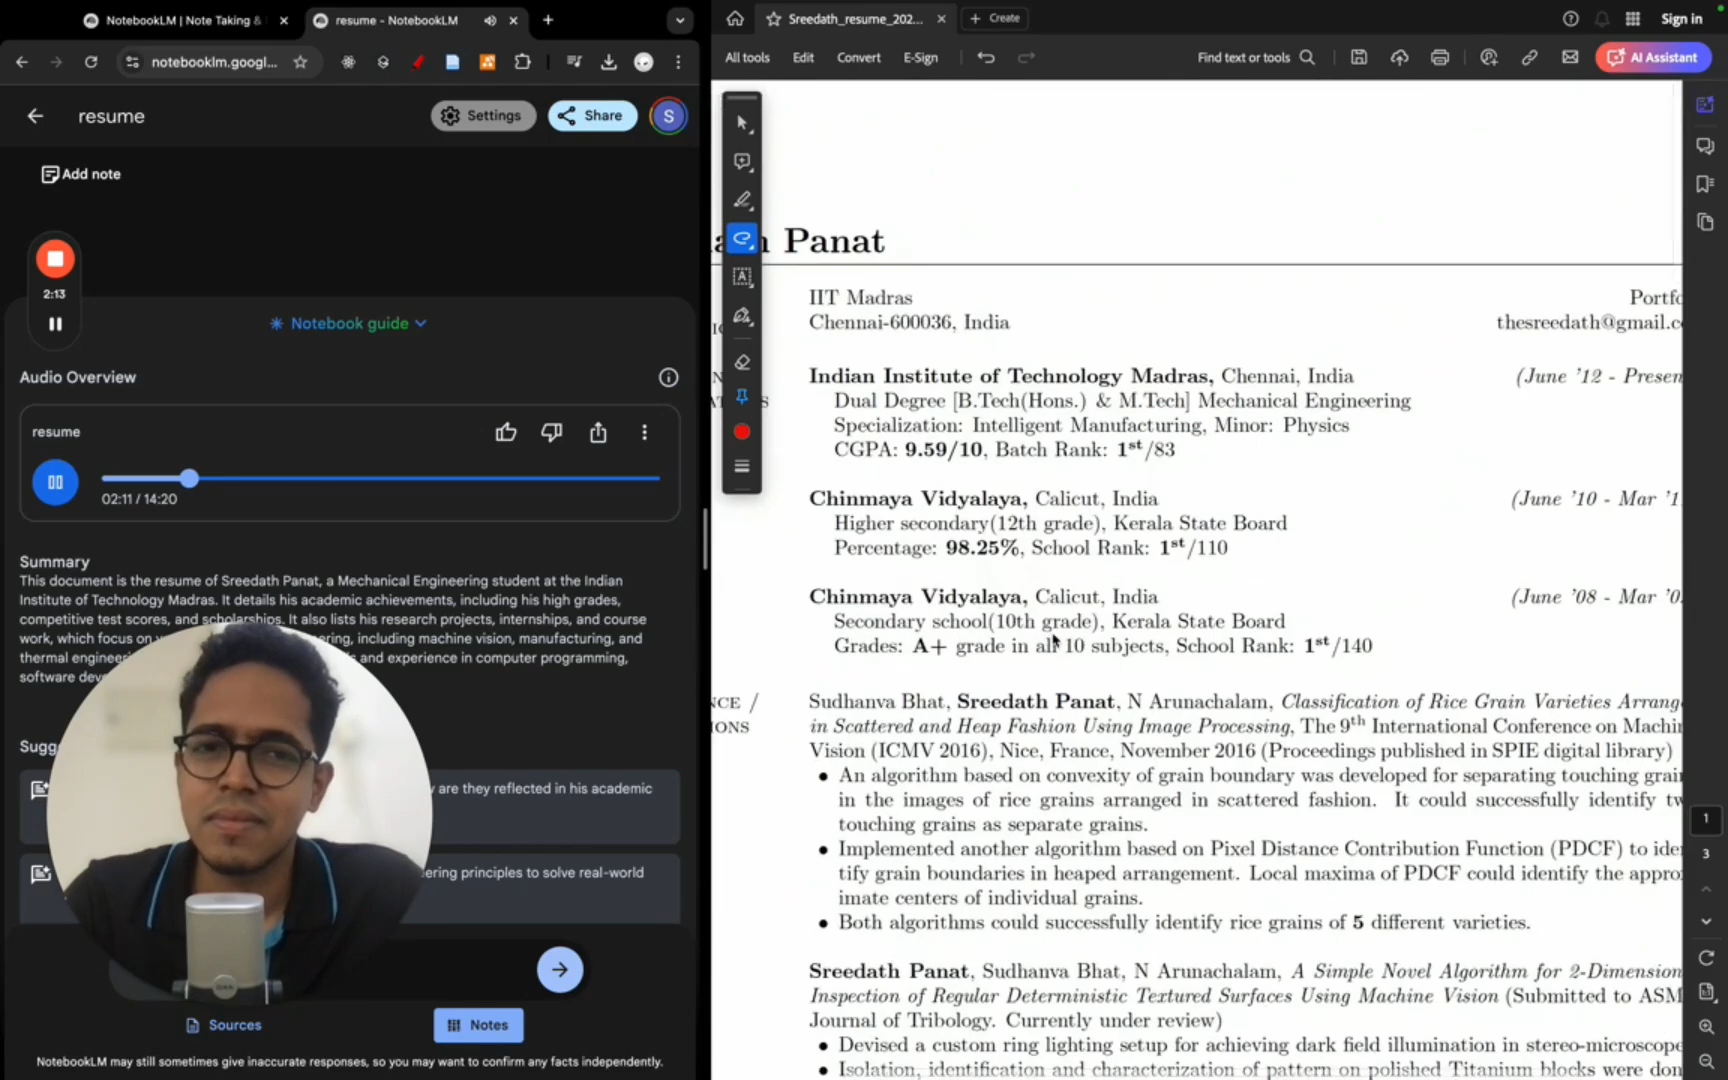 NotebookLM | Note Taking &
resume - NotebookLM
notebooklm.googl...
resume
Settings
Share
S
Add note
2:13
Notebook guide
Audio Overview
resume
02:11 / 14:20
Summary
This document is the resume of Sreedath Panat, a Mechanical Engineering student at the Indian
Institute of Technology Madras. It details his academic achievements, including his high grades,
competitive test scores, and scholarships. It also lists his research projects, internships, and course
work, which focus on
ering, including machine vision, manufacturing, and
thermal engineer
and experience in computer programming,
software dev
Sugg
are they reflected in his academic
ering principles to solve real-world
Sources
Notes
NotebookLM may still sometimes give inaccurate responses, so you may want to confirm any facts independently.
Sreedath_resume_202...
Create
Sign in
All tools
Edit
Convert
E-Sign
Find text or tools
AI Assistant
Panat
IIT Madras
Portfo
Chennai-600036, India
thesreedath@gmail.c
Indian Institute of Technology Madras, Chennai, India
(June '12 - Presen
Dual Degree [B.Tech(Hons.) & M.Tech] Mechanical Engineering
Specialization: Intelligent Manufacturing, Minor: Physics
CGPA: 9.59/10, Batch Rank: 1st/83
Chinmaya Vidyalaya, Calicut, India
(June '10 - Mar '1
Higher secondary(12th grade), Kerala State Board
Percentage: 98.25%, School Rank: 1st/110
Chinmaya Vidyalaya, Calicut, India
(June '08 - Mar '0
Secondary school(10th grade), Kerala State Board
Grades: A+ grade in all 10 subjects, School Rank: 1st/140
NCE /
IONS
Sudhanva Bhat, Sreedath Panat, N Arunachalam, Classification of Rice Grain Varieties Arrang
in Scattered and Heap Fashion Using Image Processing, The 9th International Conference on Machi
Vision (ICMV 2016), Nice, France, November 2016 (Proceedings published in SPIE digital library)
• An algorithm based on convexity of grain boundary was developed for separating touching grai
in the images of rice grains arranged in scattered fashion. It could successfully identify tw
touching grains as separate grains.
• Implemented another algorithm based on Pixel Distance Contribution Function (PDCF) to ide
tify grain boundaries in heaped arrangement. Local maxima of PDCF could identify the appro
imate centers of individual grains.
• Both algorithms could successfully identify rice grains of 5 different varieties.
Sreedath Panat, Sudhanva Bhat, N Arunachalam, A Simple Novel Algorithm for 2-Dimension
Inspection of Regular Deterministic Textured Surfaces Using Machine Vision (Submitted to ASM
Journal of Tribology. Currently under review)
• Devised a custom ring lighting setup for achieving dark field illumination in stereo-microscope
• Isolation, identification and characterization of pattern on polished Titanium blocks were don
1
3